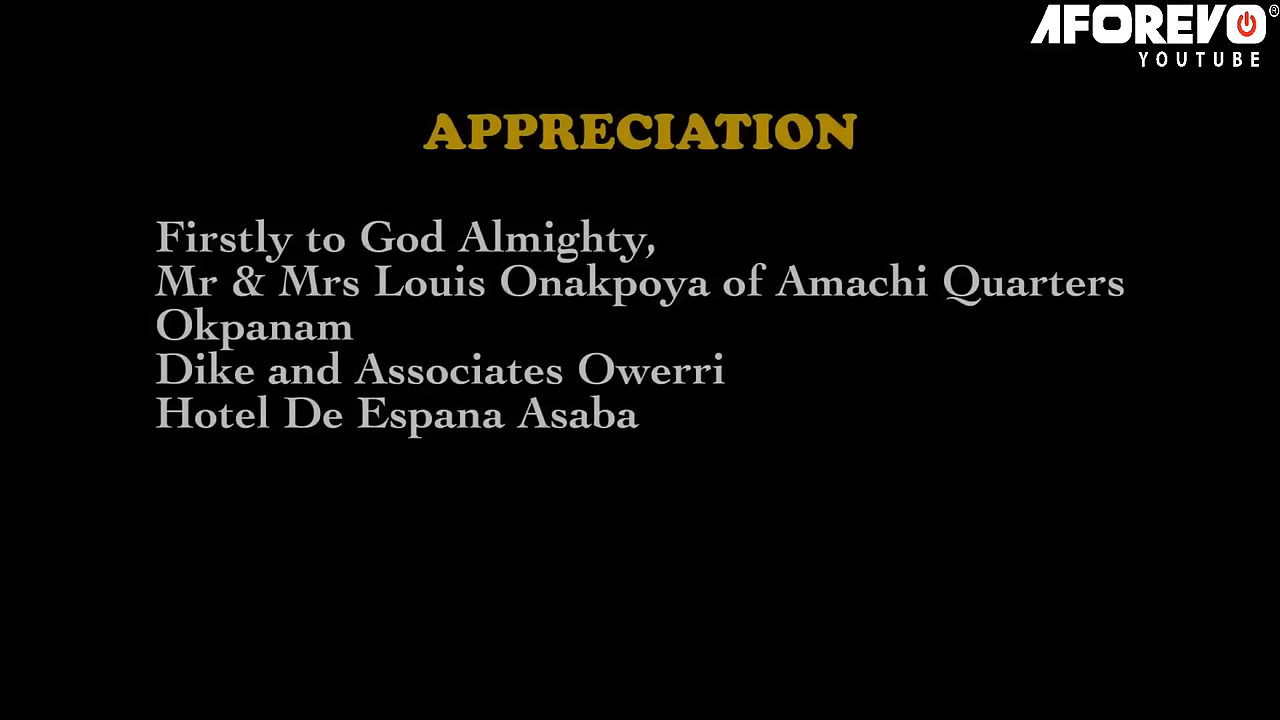 AFOREVO®
YOUTUBE
APPRECIATION
Firstly to God Almighty,
Mr & Mrs Louis Onakpoya of Amachi Quarters
Okpanam
Dike and Associates Owerri
Hotel De Espana Asaba